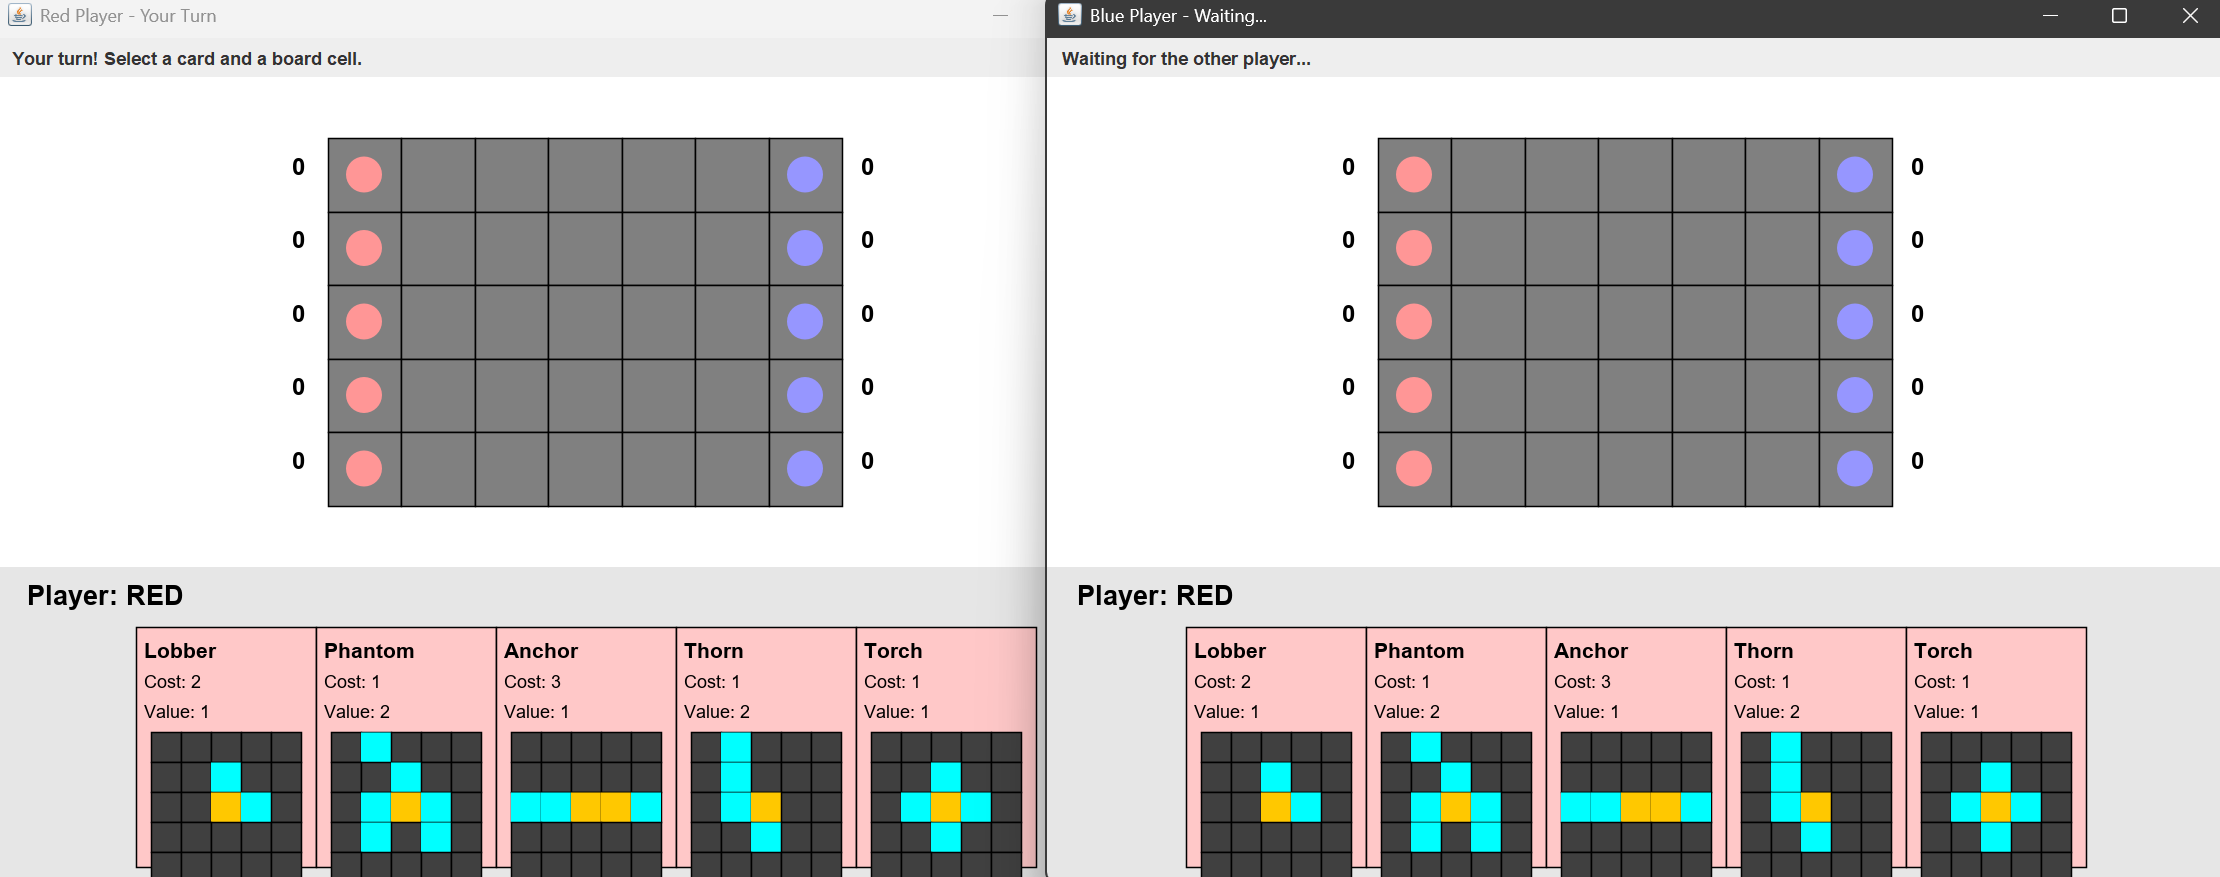 Red Player - Your Turn
Your turn! Select a card and a board cell.
0 0
0 0
0 0
0 0
0 0
Player: RED
Lobber
Cost: 2
Value: 1
Phantom
Cost: 1
Value: 2
Anchor
Cost: 3
Value: 1
Thorn
Cost: 1
Value: 2
Torch
Cost: 1
Value: 1
Blue Player - Waiting...
Waiting for the other player...
0 0
0 0
0 0
0 0
0 0
Player: RED
Lobber
Cost: 2
Value: 1
Phantom
Cost: 1
Value: 2
Anchor
Cost: 3
Value: 1
Thorn
Cost: 1
Value: 2
Torch
Cost: 1
Value: 1